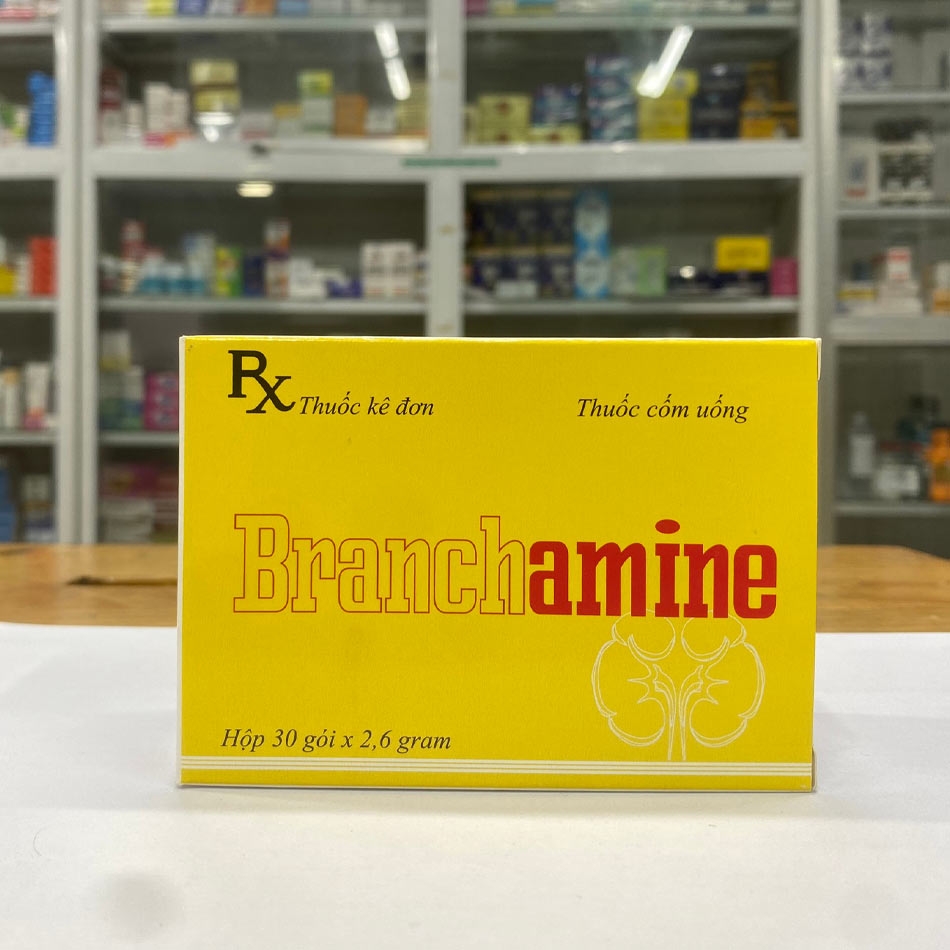 Rx Thuốc kê đơn
Thuốc cốm uống
Branchamine
Hộp 30 gói x 2,6 gram